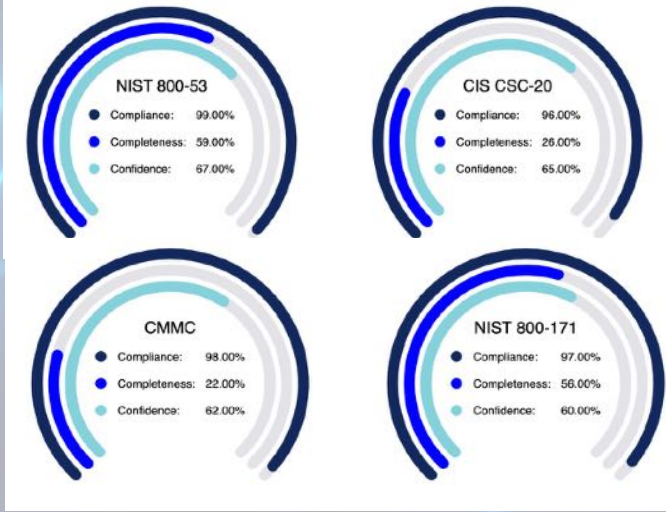 NIST 800-53
Compliance: 99.00%
Completeness: 59.00%
Confidence: 67.00%
CIS CSC-20
Compliance: 96.00%
Completeness: 26.00%
Confidence: 65.00%
CMMC
Compliance: 98.00%
Completeness: 22.00%
Confidence: 62.00%
NIST 800-171
Compliance: 97.00%
Completeness: 56.00%
Confidence: 60.00%